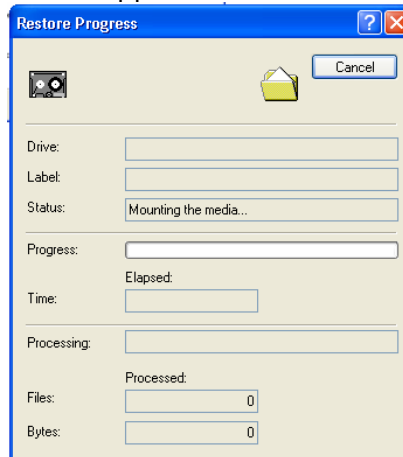 Restore Progress
Cancel
Drive:
Label:
Status: Mounting the media...
Progress:
Elapsed:
Time:
Processing:
Processed:
Files: 0
Bytes: 0